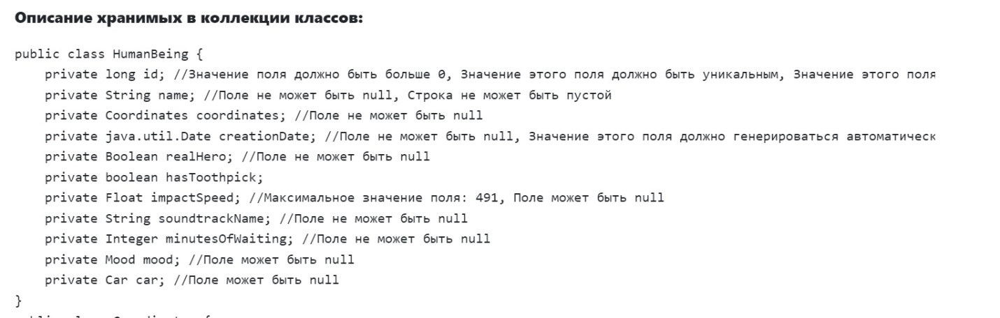 Описание хранимых в коллекции классов:
public class HumanBeing {
    private long id; //Значение поля должно быть больше 0, Значение этого поля должно быть уникальным, Значение этого поля
    private String name; //Поле не может быть null, Строка не может быть пустой
    private Coordinates coordinates; //Поле не может быть null
    private java.util.Date creationDate; //Поле не может быть null, Значение этого поля должно генерироваться автоматическ
    private Boolean realHero; //Поле не может быть null
    private boolean hasToothpick;
    private Float impactSpeed; //Максимальное значение поля: 491, Поле может быть null
    private String soundtrackName; //Поле не может быть null
    private Integer minutesOfWaiting; //Поле не может быть null
    private Mood mood; //Поле может быть null
    private Car car; //Поле может быть null
}